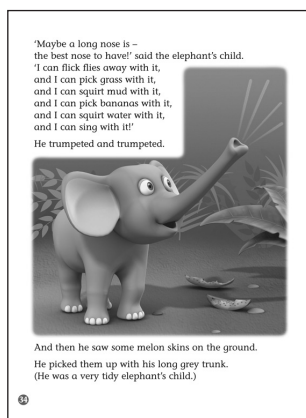 ‘Maybe a long nose is –
the best nose to have!’ said the elephant’s child.
‘I can flick flies away with it,
and I can pick grass with it,
and I can squirt mud with it,
and I can pick bananas with it,
and I can squirt water with it,
and I can sing with it!’
He trumpeted and trumpeted.
And then he saw some melon skins on the ground.
He picked them up with his long grey trunk.
(He was a very tidy elephant’s child.)
34